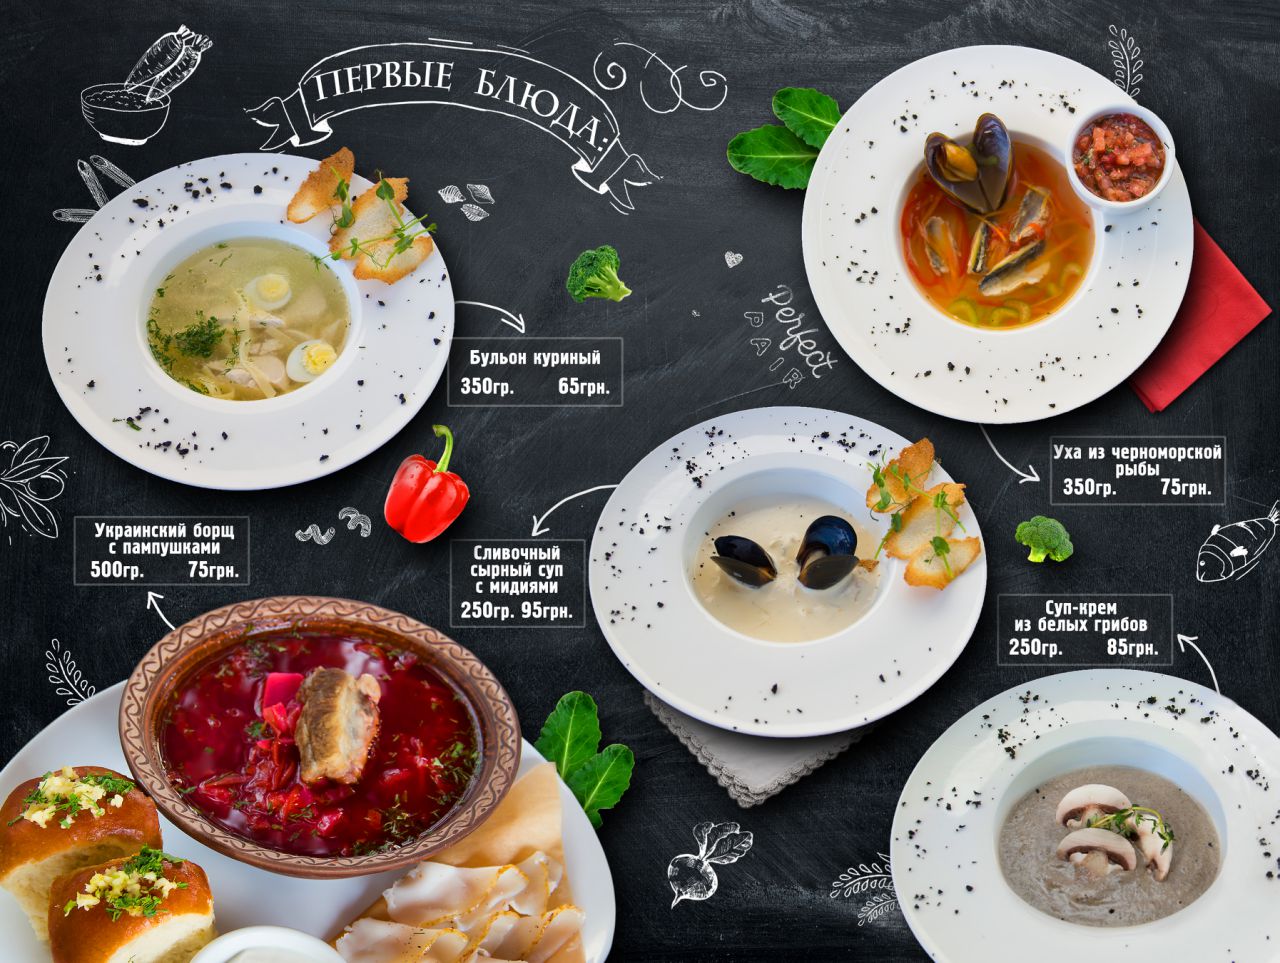 ПЕРВЫЕ БЛЮДА:
Бульон куриный
350гр. 65грн.
Perfect
PAIR
Уха из черноморской
рыбы
350гр. 75грн.
Украинский борщ
с пампушками
500гр. 75грн.
Сливочный
сырный суп
с мидиями
250гр. 95грн.
Суп-крем
из белых грибов
250гр. 85грн.